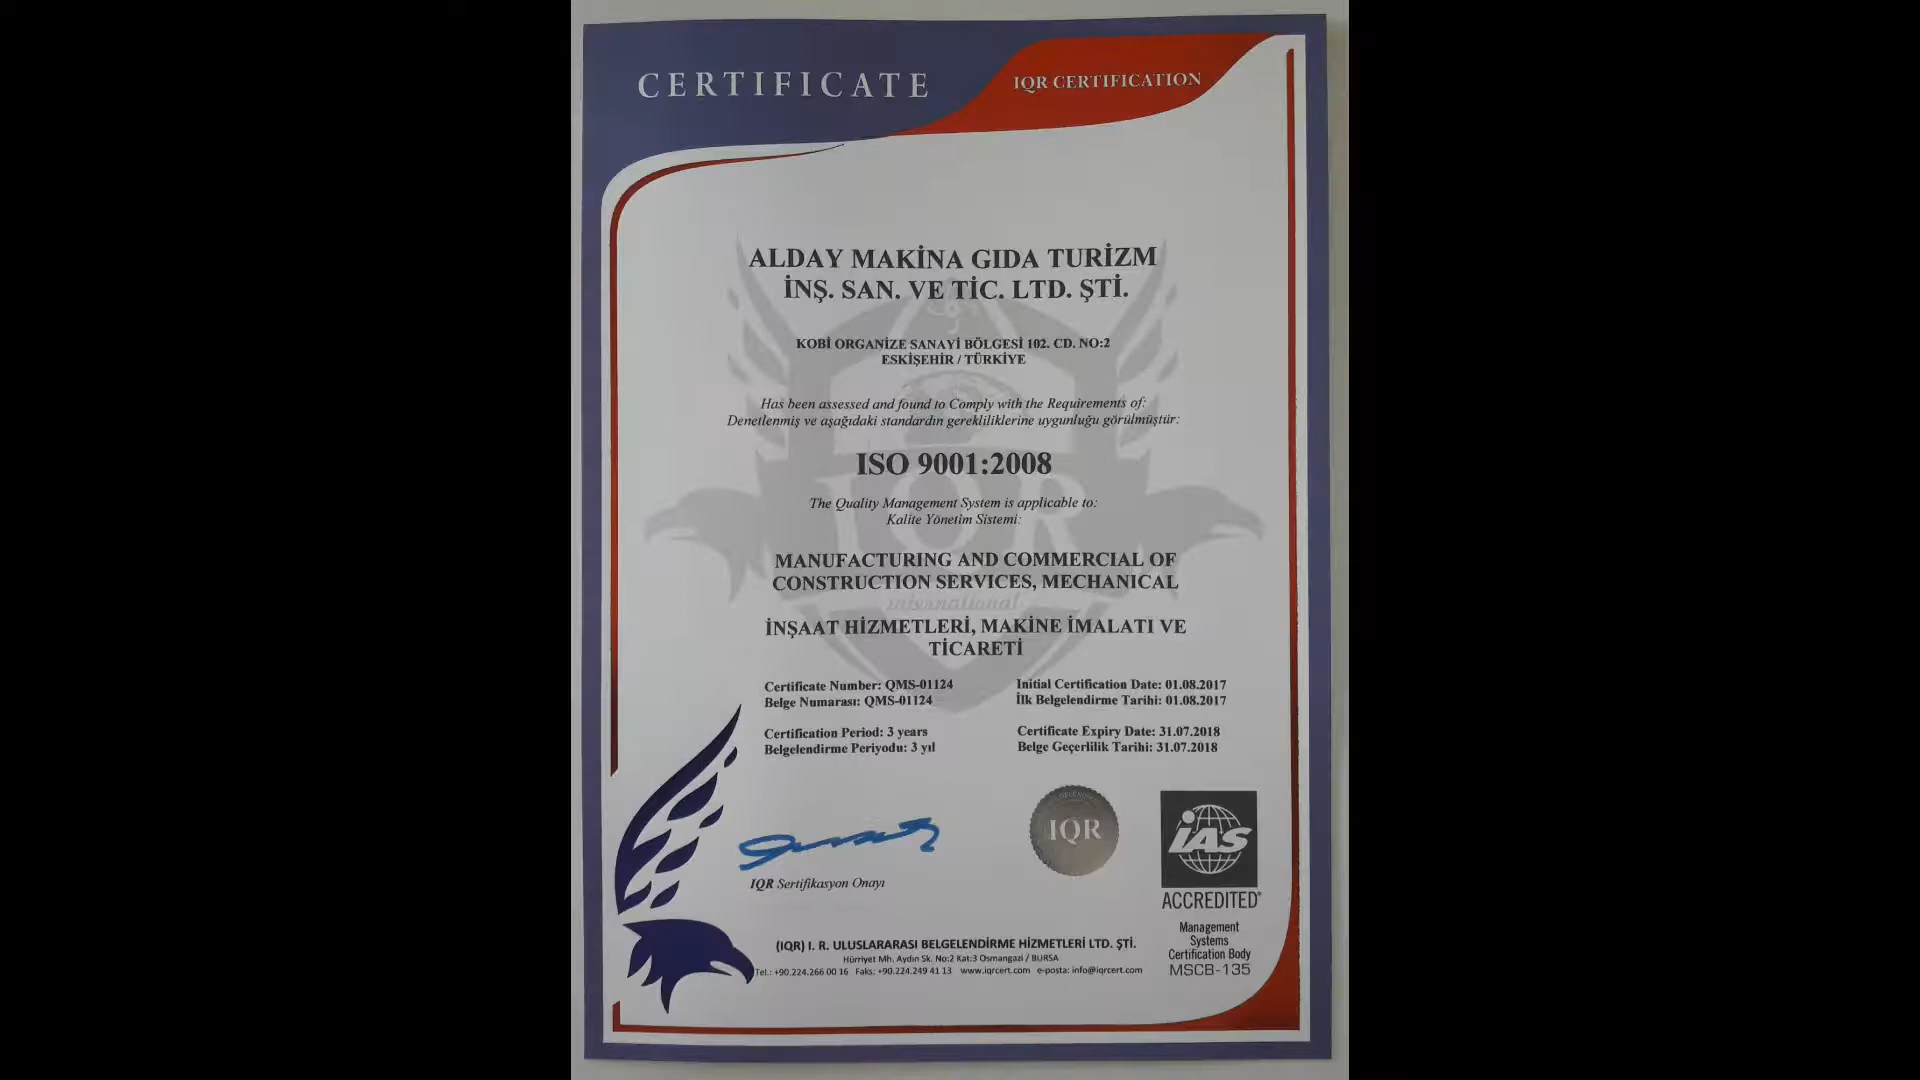 CERTIFICATE
IQR CERTIFICATION
ALDAY MAKİNA GIDA TURİZM
İNŞ. SAN. VE TİC. LTD. ŞTİ.
KOBİ ORGANİZE SANAYİ BÖLGESİ 102. CD. NO:2
ESKİŞEHİR / TÜRKİYE
Has been assessed and found to Comply with the Requirements of:
Denetlenmiş ve aşağıdaki standardın gerekliliklerine uygunluğu görülmüştür:
ISO 9001:2008
The Quality Management System is applicable to:
Kalite Yönetim Sistemi:
IQR
MANUFACTURING AND COMMERCIAL OF
CONSTRUCTION SERVICES, MECHANICAL
international
İNŞAAT HİZMETLERİ, MAKİNE İMALATI VE
TİCARETİ
Certificate Number: QMS-01124
Belge Numarası: QMS-01124
Initial Certification Date: 01.08.2017
İlk Belgelendirme Tarihi: 01.08.2017
Certification Period: 3 years
Belgelendirme Periyodu: 3 yıl
Certificate Expiry Date: 31.07.2018
Belge Geçerlilik Tarihi: 31.07.2018
IQR
IQR Sertifikasyon Onayı
iAS
ACCREDITED®
Management
Systems
Certification Body
MSCB-135
(IQR) I. R. ULUSLARARASI BELGELENDİRME HİZMETLERİ LTD. ŞTİ.
Hürriyet Mh. Aydın Sk. No:2 Kat:3 Osmangazi / BURSA
Tel.: +90.224.266 00 16 Faks: +90.224.249 41 13 www.iqrcert.com e-posta: info@iqrcert.com